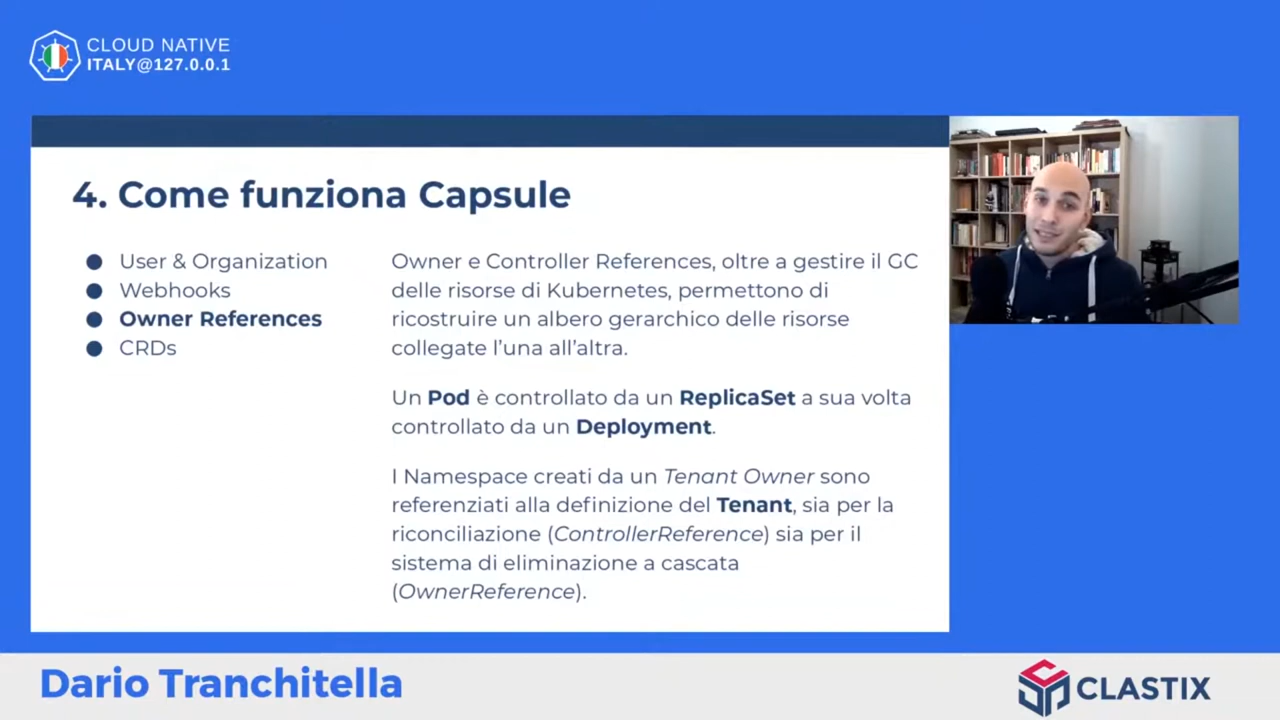 CLOUD NATIVE
ITALY@127.0.0.1
4. Come funziona Capsule
User & Organization
Webhooks
Owner References
CRDs
Owner e Controller References, oltre a gestire il GC
delle risorse di Kubernetes, permettono di
ricostruire un albero gerarchico delle risorse
collegate l’una all’altra.
Un Pod è controllato da un ReplicaSet a sua volta
controllato da un Deployment.
I Namespace creati da un Tenant Owner sono
referenziati alla definizione del Tenant, sia per la
riconciliazione (ControllerReference) sia per il
sistema di eliminazione a cascata
(OwnerReference).
Dario Tranchitella
CLASTIX